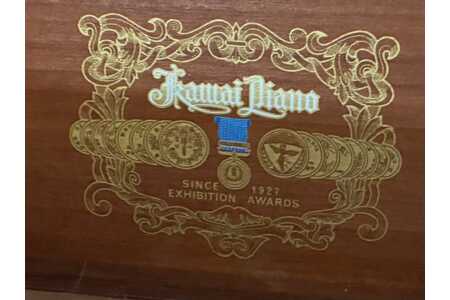 Kawai Piano
SINCE 1927
EXHIBITION AWARDS